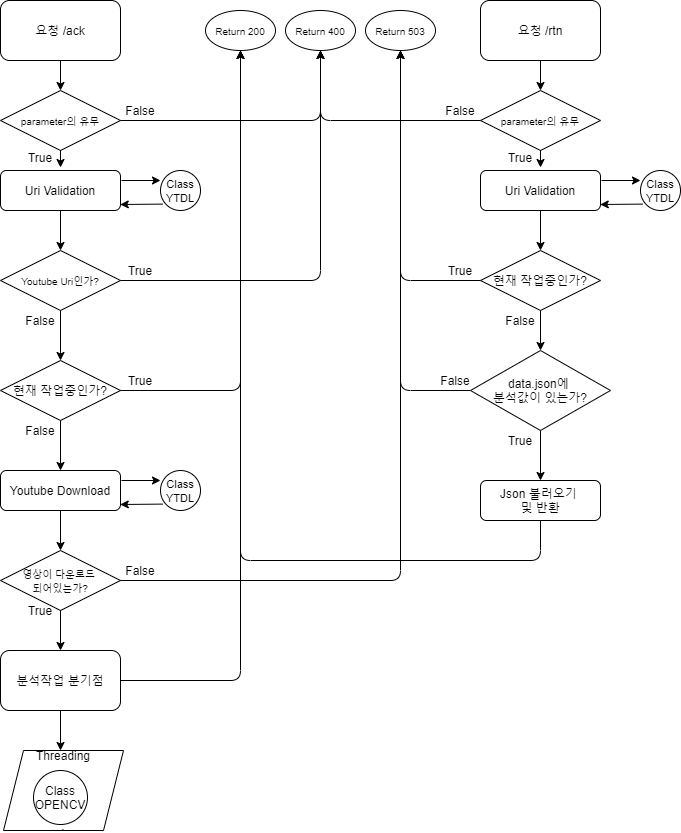 요청 /ack
Return 200
Return 400
Return 503
요청 /rtn
parameter의 유무
False
True
Uri Validation
Class
YTDL
Youtube Uri인가?
True
False
현재 작업중인가?
True
False
Youtube Download
Class
YTDL
영상이 다운로드
되어있는가?
False
True
분석작업 분기점
Threading
Class
OPENCV
False
parameter의 유무
True
Uri Validation
Class
YTDL
True
현재 작업중인가?
False
False
data.json에
분석값이 있는가?
True
Json 불러오기
및 반환